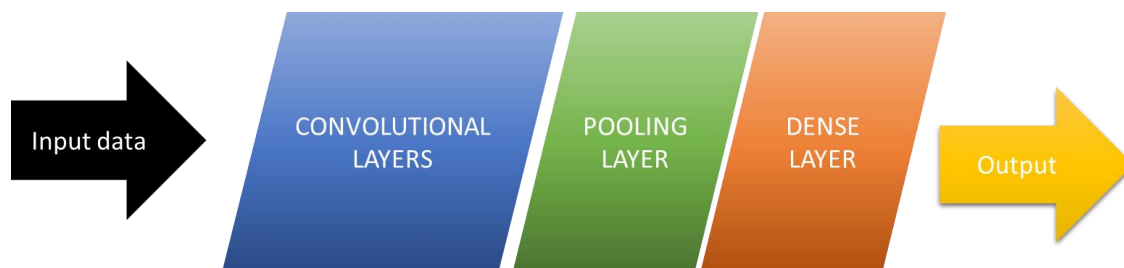 Input data
CONVOLUTIONAL
LAYERS
POOLING
LAYER
DENSE
LAYER
Output